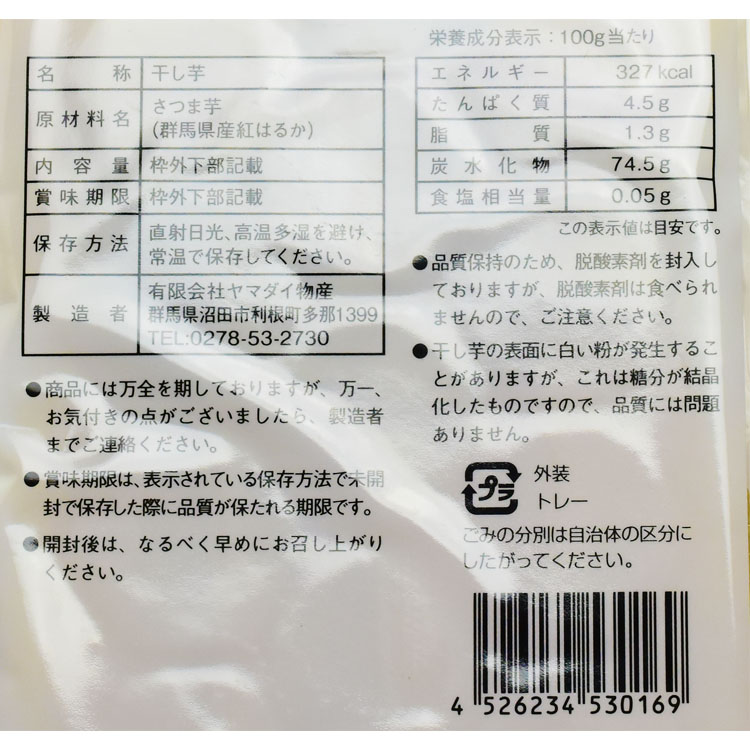 名称 干し芋
原材料名 さつま芋
(群馬県産紅はるか)
内容量 枠外下部記載
賞味期限 枠外下部記載
保存方法 直射日光、高温多湿を避け、
常温で保存してください。
製造者 有限会社ヤマダイ物産
群馬県沼田市利根町多那1399
TEL:0278-53-2730
●商品には万全を期しておりますが、万一、
お気付きの点がございましたら、製造者
までご連絡ください。
●賞味期限は、表示されている保存方法で未開
封で保存した際に品質が保たれる期限です。
●開封後は、なるべく早めにお召し上がり
ください。
栄養成分表示:100g当たり
エネルギー 327kcal
たんぱく質 4.5g
脂質 1.3g
炭水化物 74.5g
食塩相当量 0.05g
この表示値は目安です。
●品質保持のため、脱酸素剤を封入し
ておりますが、脱酸素剤は食べられ
ませんので、ご注意ください。
●干し芋の表面に白い粉が発生するこ
とがありますが、これは糖分が結晶
化したものですので、品質には問題
ありません。
プラ
外装
トレー
ごみの分別は自治体の区分に
したがってください。
4 526234 530169